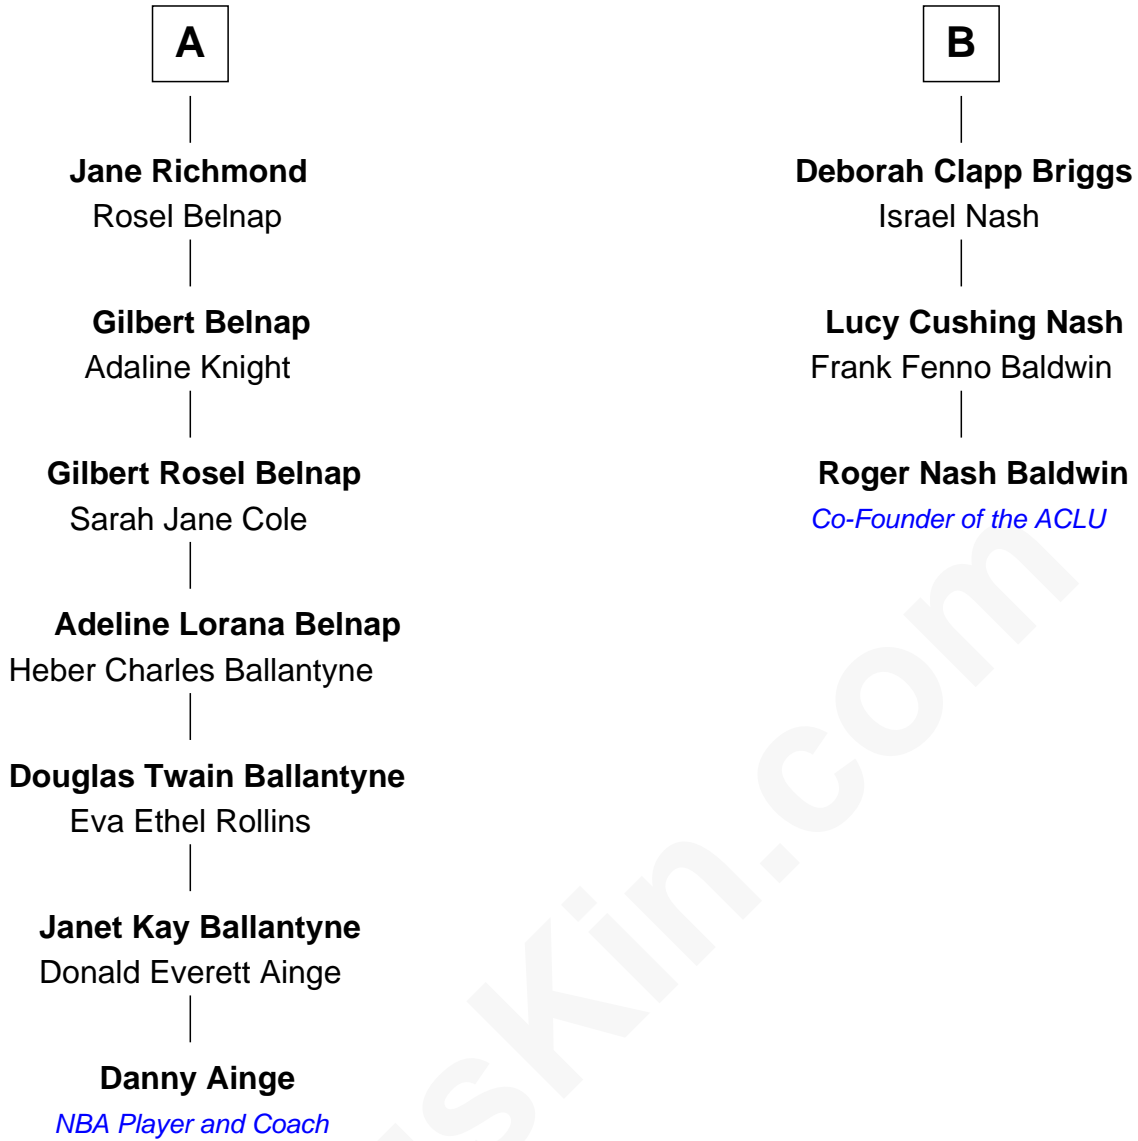 A
Jane Richmond
Rosel Belnap
Gilbert Belnap
Adaline Knight
Gilbert Rosel Belnap
Sarah Jane Cole
Adeline Lorana Belnap
Heber Charles Ballantyne
Douglas Twain Ballantyne
Eva Ethel Rollins
Janet Kay Ballantyne
Donald Everett Ainge
Danny Ainge
NBA Player and Coach
B
Deborah Clapp Briggs
Israel Nash
Lucy Cushing Nash
Frank Fenno Baldwin
Roger Nash Baldwin
Co-Founder of the ACLU